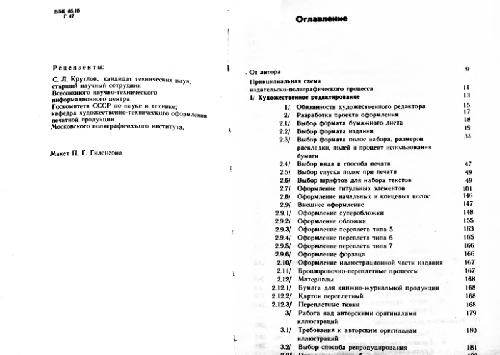 ББК 85.15
Г 47
Рецензенты:
С. Л. Круглов, кандидат технических наук,
старший научный сотрудник
Всесоюзного научно-технического
информационного центра
Госкомитета СССР по науке и технике;
кафедра художественно-технического оформления
печатной продукции
Московского полиграфического института.
Макет П. Г. Гиленсона
Оглавление
От автора 9
Принципиальная схема
издательско-полиграфического процесса 11
1/ Художественное редактирование 13
1/ Обязанности художественного редактора 15
2/ Разработка проекта оформления 17
2.1/ Выбор формата бумажного листа 18
2.2/ Выбор формата издания 19
2.3/ Выбор формата полос набора, размеров
раскладки, полей и процент использования
бумаги
2.4/ Выбор вида и способа печати 47
2.5/ Выбор спуска полос при печати 49
2.6/ Выбор шрифтов для набора текстов 49
2.7/ Оформление титульных элементов 101
2.8/ Оформление начальных и концевых полос 146
2.9/ Внешнее оформление 147
2.9.1/ Оформление суперобложки 148
2.9.2/ Оформление обложки 155
2.9.3/ Оформление переплета типа 5 163
2.9.4/ Оформление переплета типа 6 165
2.9.5/ Оформление переплета типа 7 166
2.9.6/ Оформление форзаца 166
2.10/ Оформление иллюстрационной части издания 167
2.11/ Брошюровочно-переплетные процессы 167
2.12/ Материалы 168
2.12.1/ Бумага для книжно-журнальной продукции 168
2.12.2/ Картон переплетный 168
2.12.3/ Переплетные ткани 168
3/ Работа над авторскими оригиналами 179
иллюстраций
3.1/ Требования к авторским оригиналам 180
иллюстраций
3.2/ Выбор способа репродуцирования 181